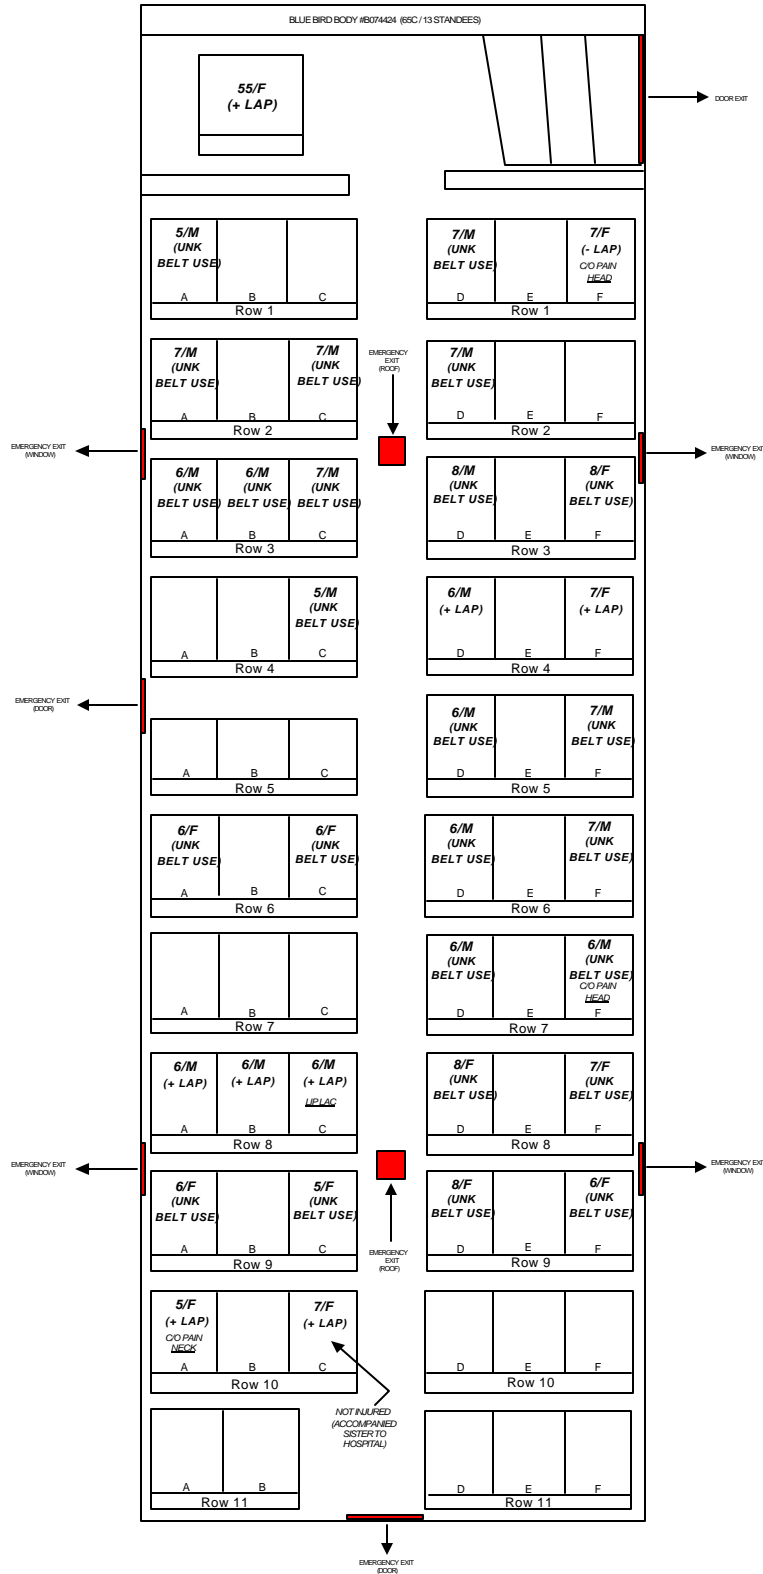 BLUE BIRD BODY #B074424 (65C / 13 STANDEES)
55/F
(+ LAP)
DOOR EXIT
5/M
(UNK
BELT USE)
A
B
C
Row 1
7/M
(UNK
BELT USE)
7/F
(- LAP)
C/O PAIN
HEAD
D
E
F
Row 1
7/M
(UNK
BELT USE)
7/M
(UNK
BELT USE)
A
B
C
Row 2
EMERGENCY
EXIT
(ROOF)
7/M
(UNK
BELT USE)
D
E
F
Row 2
EMERGENCY EXIT
(WINDOW)
EMERGENCY EXIT
(WINDOW)
6/M
(UNK
BELT USE)
6/M
(UNK
BELT USE)
7/M
(UNK
BELT USE)
A
B
C
Row 3
8/M
(UNK
BELT USE)
8/F
(UNK
BELT USE)
D
E
F
Row 3
5/M
(UNK
BELT USE)
A
B
C
Row 4
6/M
(+ LAP)
7/F
(+ LAP)
D
E
F
Row 4
EMERGENCY EXIT
(DOOR)
A
B
C
Row 5
6/M
(UNK
BELT USE)
7/M
(UNK
BELT USE)
D
E
F
Row 5
6/F
(UNK
BELT USE)
6/F
(UNK
BELT USE)
A
B
C
Row 6
6/M
(UNK
BELT USE)
7/M
(UNK
BELT USE)
D
E
F
Row 6
A
B
C
Row 7
6/M
(UNK
BELT USE)
6/M
(UNK
BELT USE)
C/O PAIN
HEAD
D
E
F
Row 7
6/M
(+ LAP)
6/M
(+ LAP)
6/M
(+ LAP)
LIP LAC
A
B
C
Row 8
8/F
(UNK
BELT USE)
7/F
(UNK
BELT USE)
D
E
F
Row 8
EMERGENCY EXIT
(WINDOW)
EMERGENCY EXIT
(WINDOW)
6/F
(UNK
BELT USE)
5/F
(UNK
BELT USE)
A
B
C
Row 9
EMERGENCY
EXIT
(ROOF)
8/F
(UNK
BELT USE)
6/F
(UNK
BELT USE)
D
E
F
Row 9
5/F
(+ LAP)
C/O PAIN
NECK
7/F
(+ LAP)
A
B
C
Row 10
D
E
F
Row 10
NOT INJURED
(ACCOMPANIED
SISTER TO
HOSPITAL)
A
B
Row 11
D
E
F
Row 11
EMERGENCY EXIT
(DOOR)